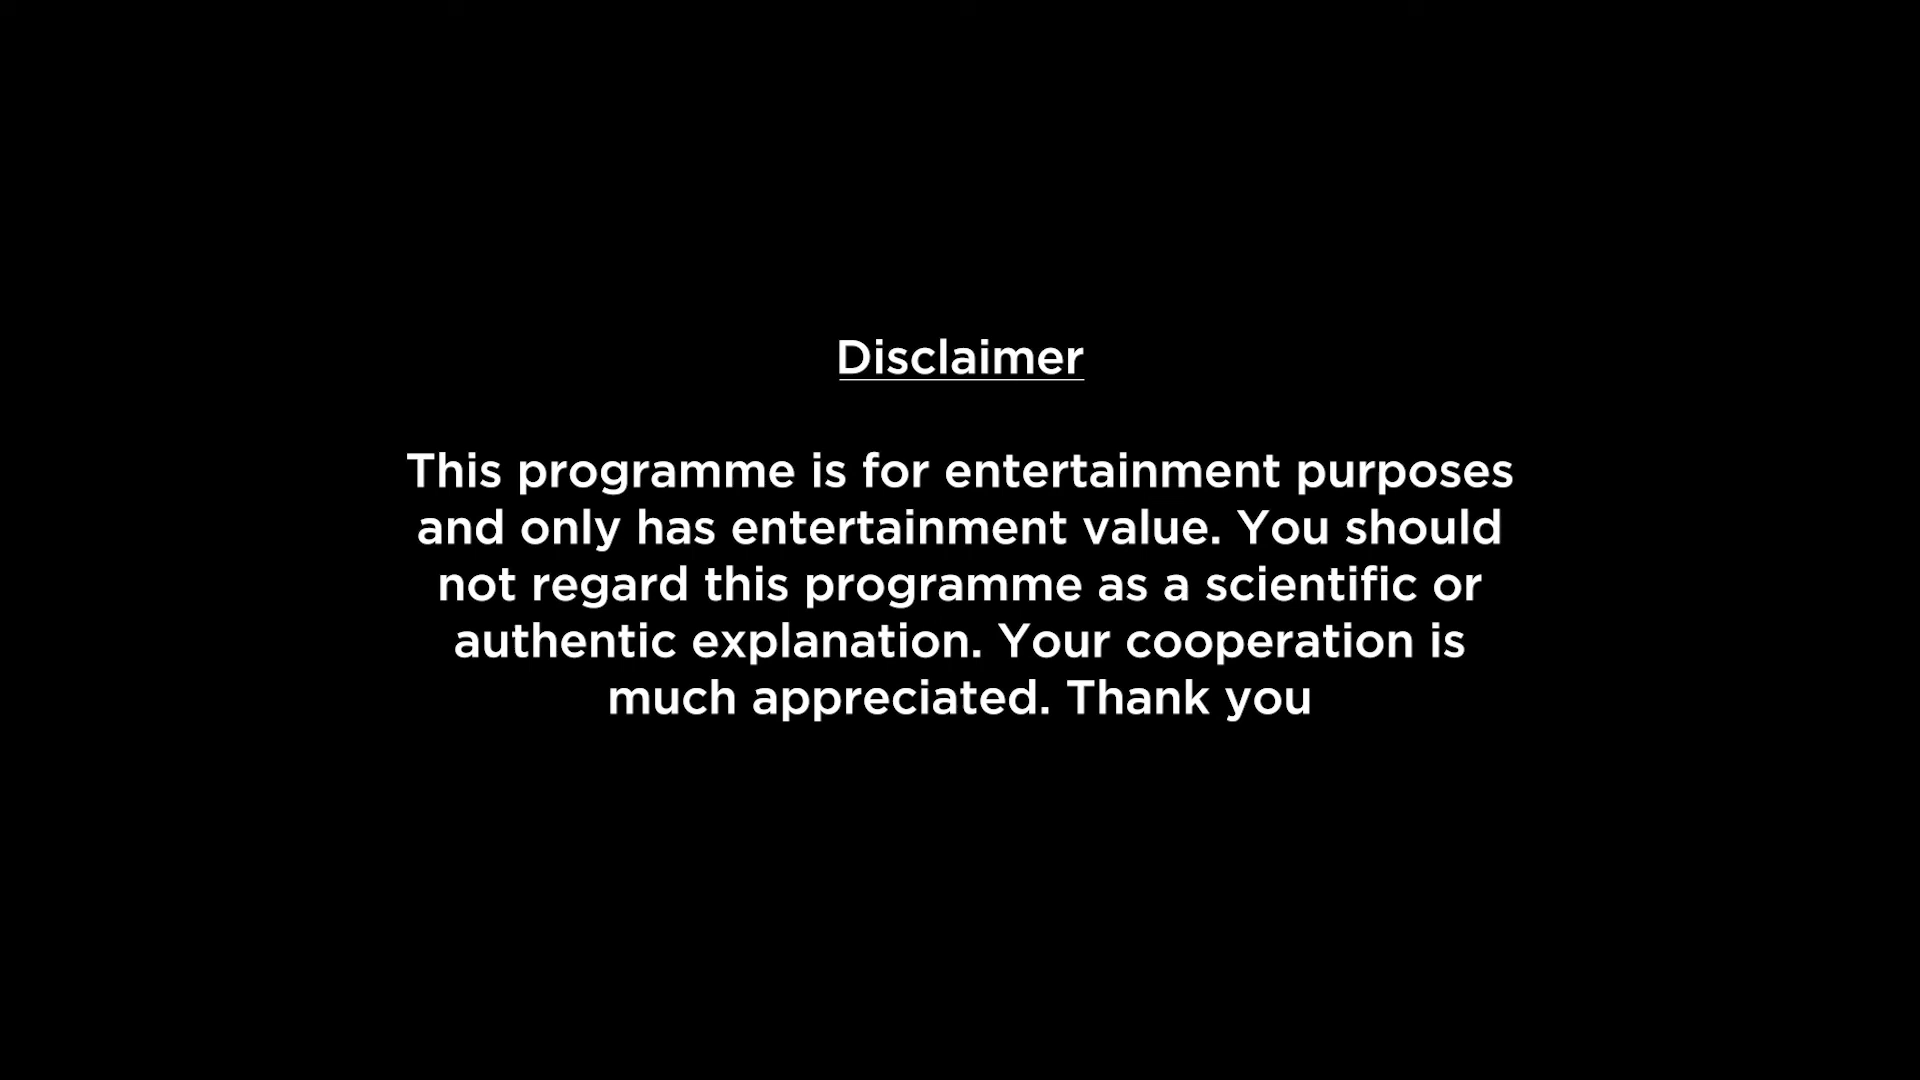 Disclaimer
This programme is for entertainment purposes
and only has entertainment value. You should
not regard this programme as a scientific or
authentic explanation. Your cooperation is
much appreciated. Thank you